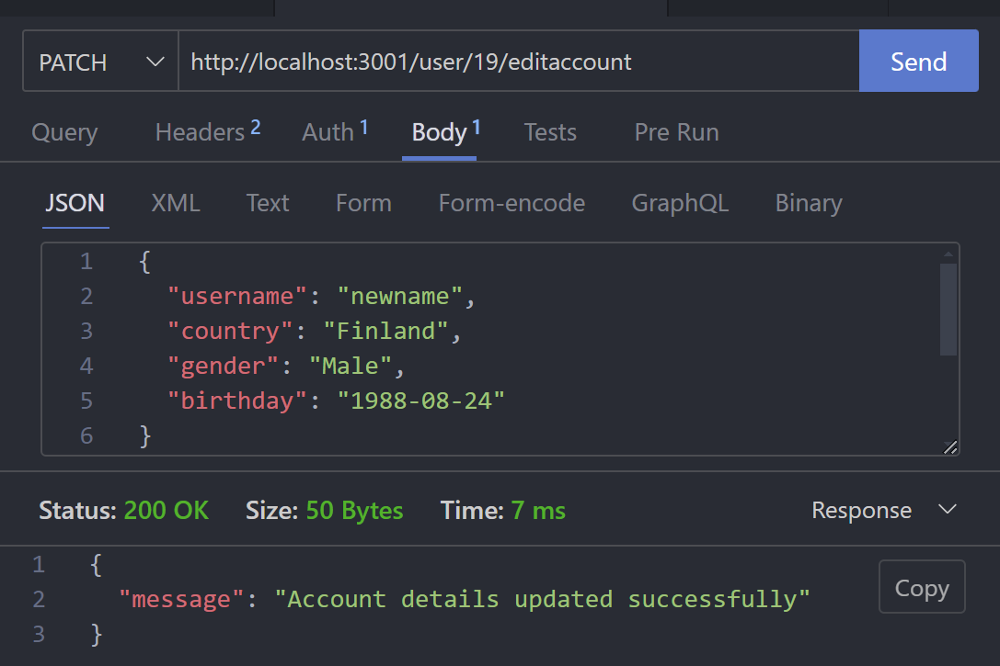 PATCH http://localhost:3001/user/19/editaccount Send
Query Headers 2 Auth 1 Body 1 Tests Pre Run
JSON XML Text Form Form-encode GraphQL Binary
1 {
2 "username": "newname",
3 "country": "Finland",
4 "gender": "Male",
5 "birthday": "1988-08-24"
6 }
Status: 200 OK Size: 50 Bytes Time: 7 ms Response
1 {
2 "message": "Account details updated successfully" Copy
3 }